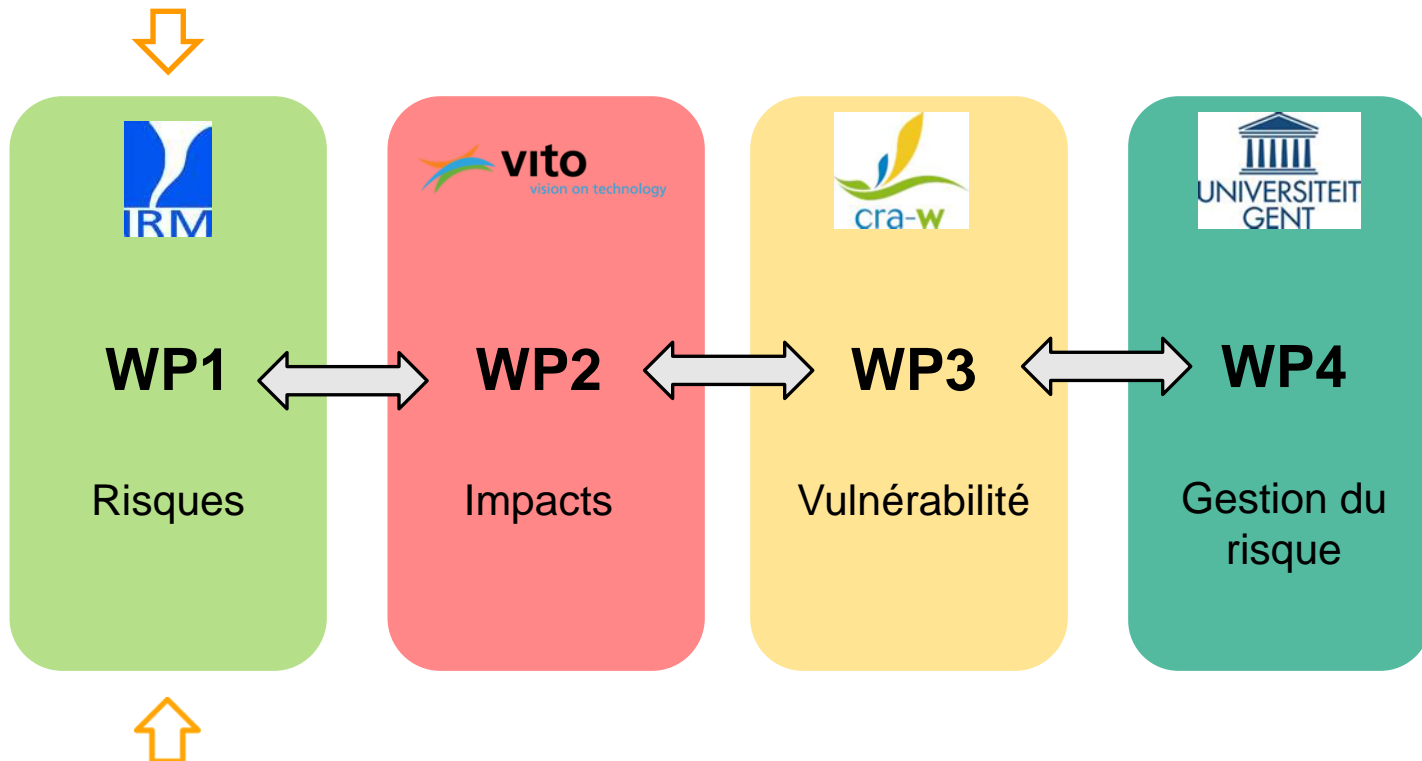 IRM
WP1
Risques
vito
vision on technology
WP2
Impacts
cra-w
WP3
Vulnérabilité
UNIVERSITEIT
GENT
WP4
Gestion du
risque